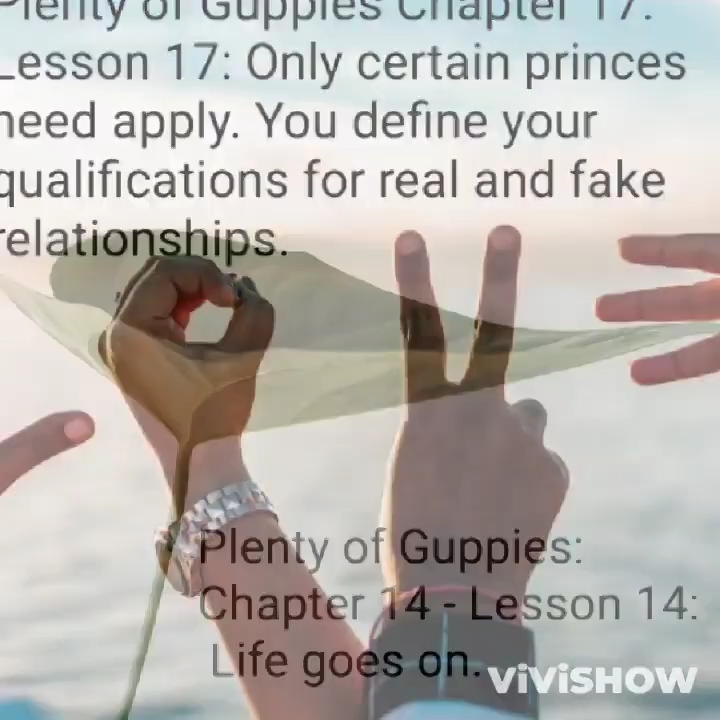 Plenty of Guppies Chapter 17:
Lesson 17: Only certain princes
need apply. You define your
qualifications for real and fake
relationships.
Plenty of Guppies:
Chapter 14 - Lesson 14:
Life goes on.
ViViSHOW